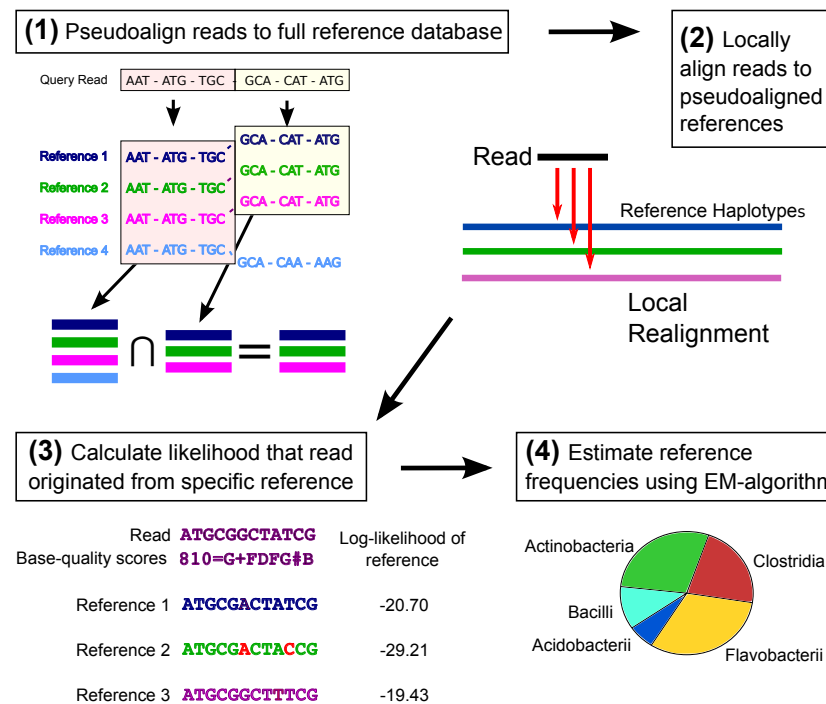 (1) Pseudoalign reads to full reference database
(2) Locally
align reads to
pseudoaligned
references
Query Read
AAT - ATG - TGC - GCA - CAT - ATG
Reference 1 AAT - ATG - TGC - GCA - CAT - ATG
Reference 2 AAT - ATG - TGC - GCA - CAT - ATG
Reference 3 AAT - ATG - TGC - GCA - CAT - ATG
Reference 4 AAT - ATG - TGC - GCA - CAA - AAG
⋂ =
Read
Reference Haplotypes
Local
Realignment
(3) Calculate likelihood that read
originated from specific reference
(4) Estimate reference
frequencies using EM-algorithm
Read ATGCGGCTATCG
Base-quality scores 810=G+FDFG#B
Log-likelihood of
reference
Reference 1 ATGCGACTATCG -20.70
Reference 2 ATGCGACTACCG -29.21
Reference 3 ATGCGGCTTTCG -19.43
Actinobacteria
Clostridia
Bacilli
Acidobacterii
Flavobacterii